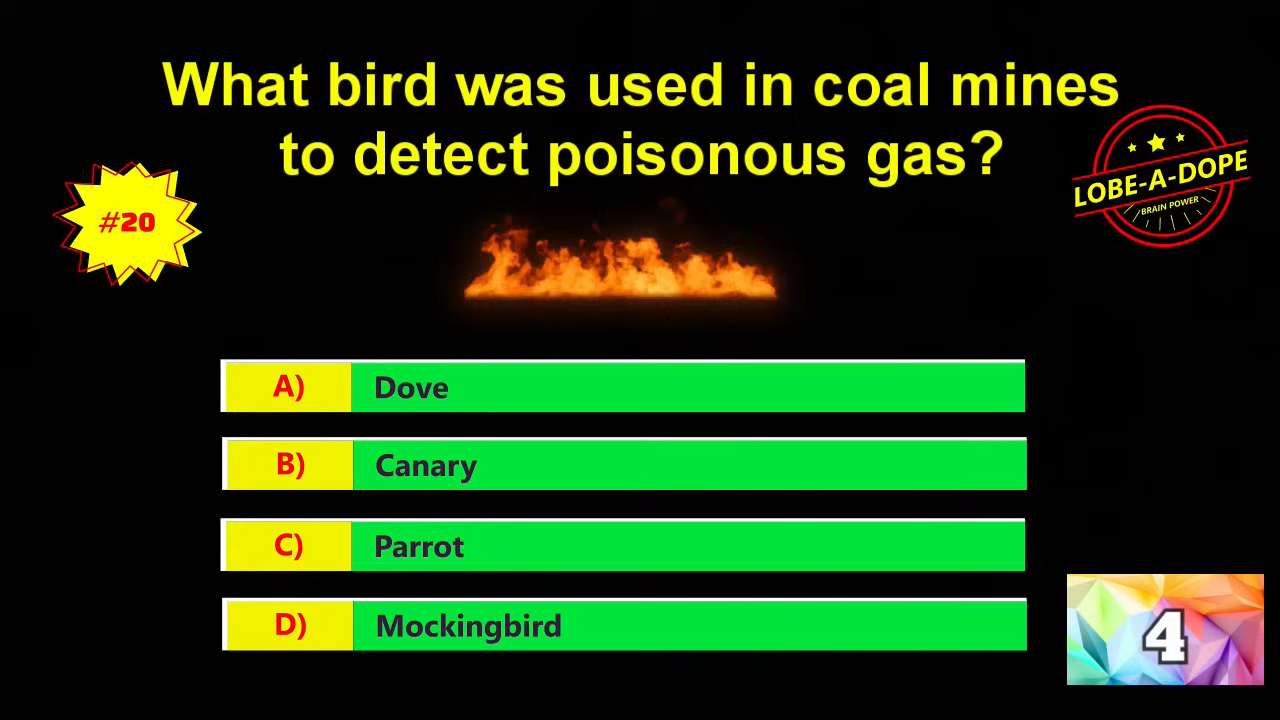 What bird was used in coal mines
to detect poisonous gas?
#20
LOBE-A-DOPE
BRAIN POWER
A) Dove
B) Canary
C) Parrot
D) Mockingbird
4